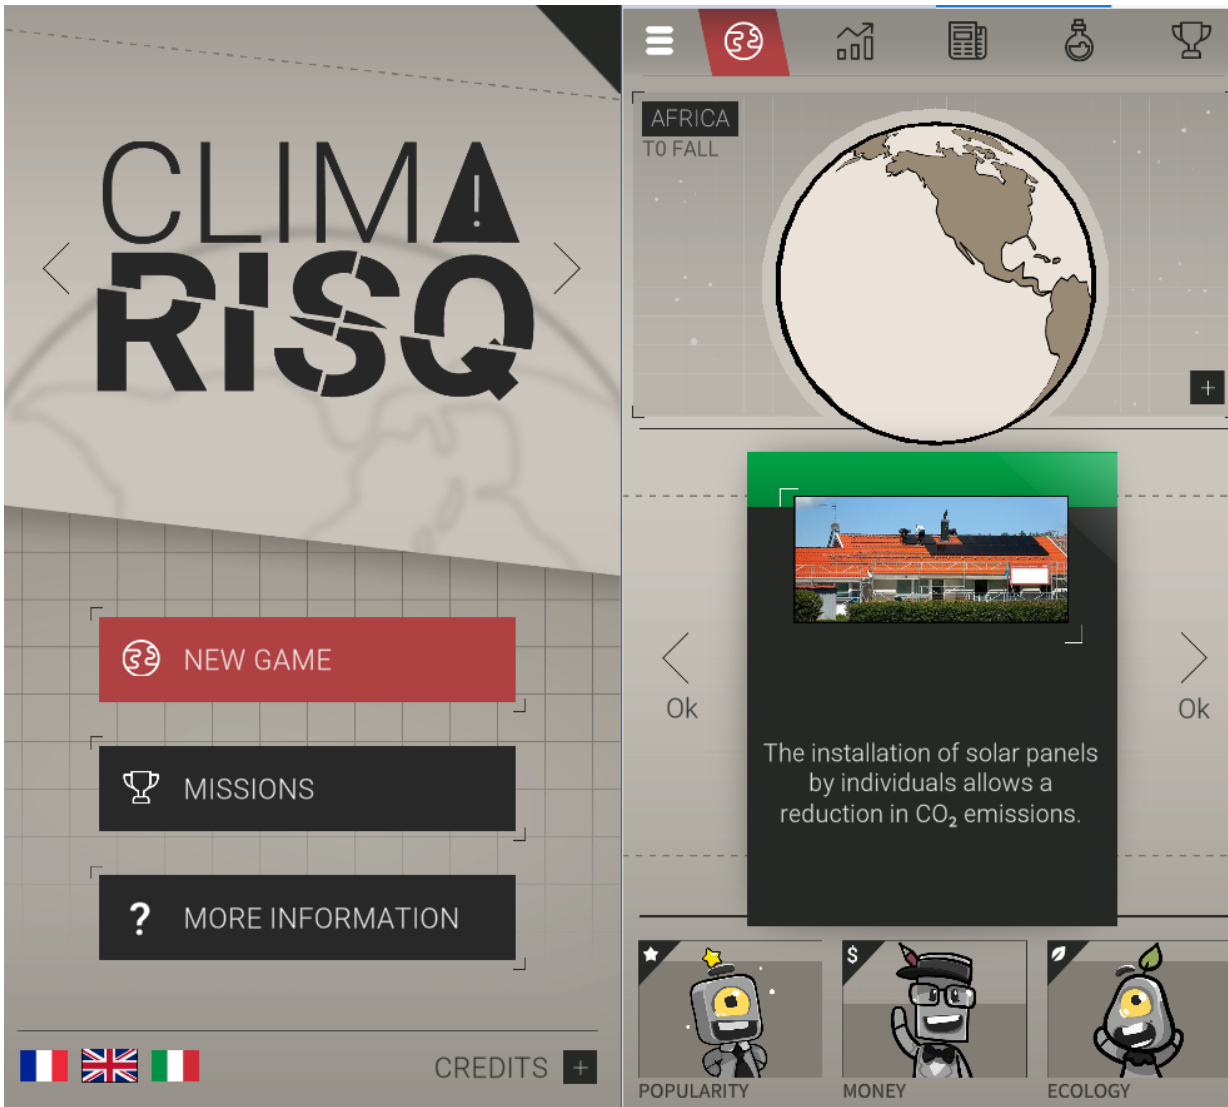 CLIMA
RISQ
NEW GAME
MISSIONS
? MORE INFORMATION
CREDITS +
AFRICA
T0 FALL
+
Ok
Ok
The installation of solar panels
by individuals allows a
reduction in CO₂ emissions.
$
POPULARITY
MONEY
ECOLOGY